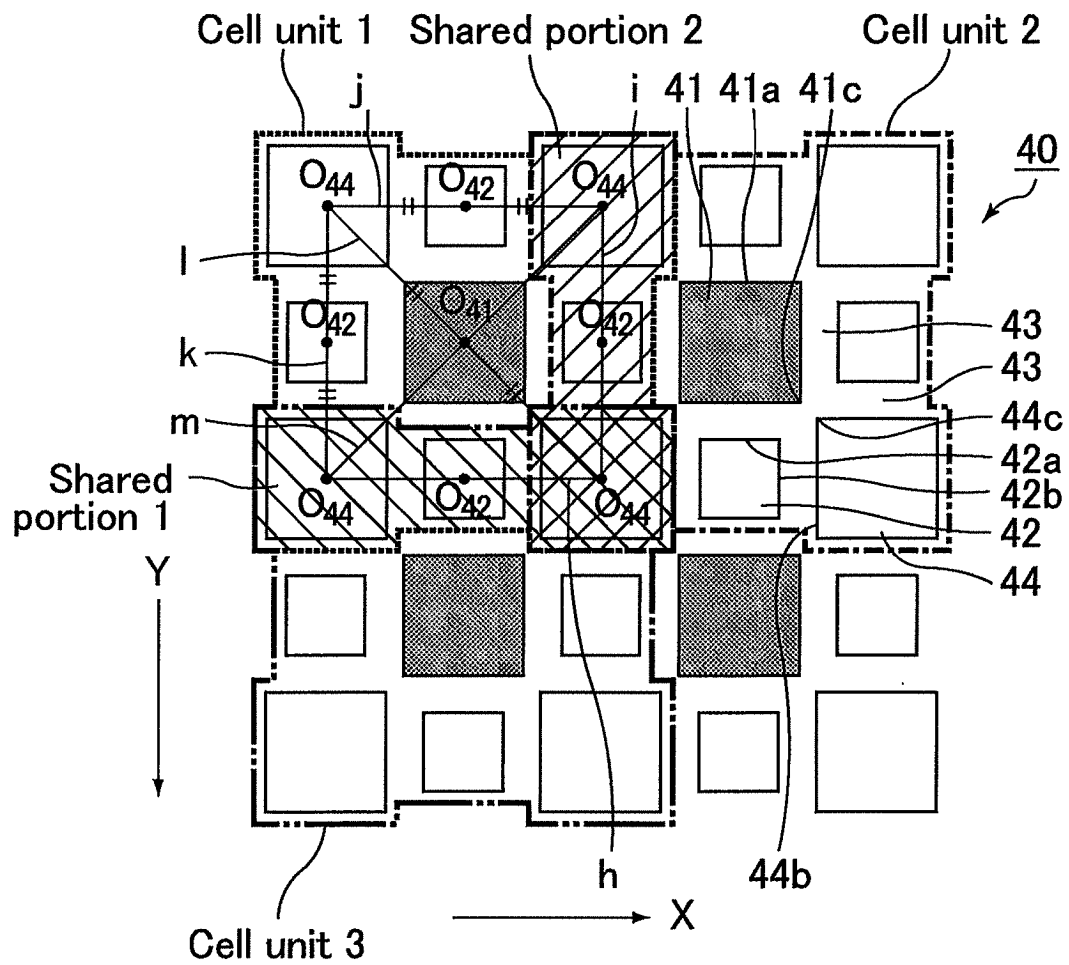 Cell unit 1
Shared portion 2
Cell unit 2
j
i
41
41a
41c
40
O44
O42
O44
l
O42
O41
O42
43
k
43
m
44c
42a
Shared
portion 1
O44
O42
O44
42b
42
Y
44
h
44b
X
Cell unit 3